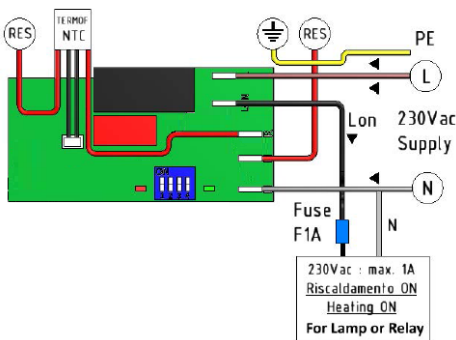 RES
TERMOF
NTC
RES
PE
L
Lon
230Vac
Supply
N
Fuse
F1A
N
230Vac : max. 1A
Riscaldamento ON
Heating ON
For Lamp or Relay